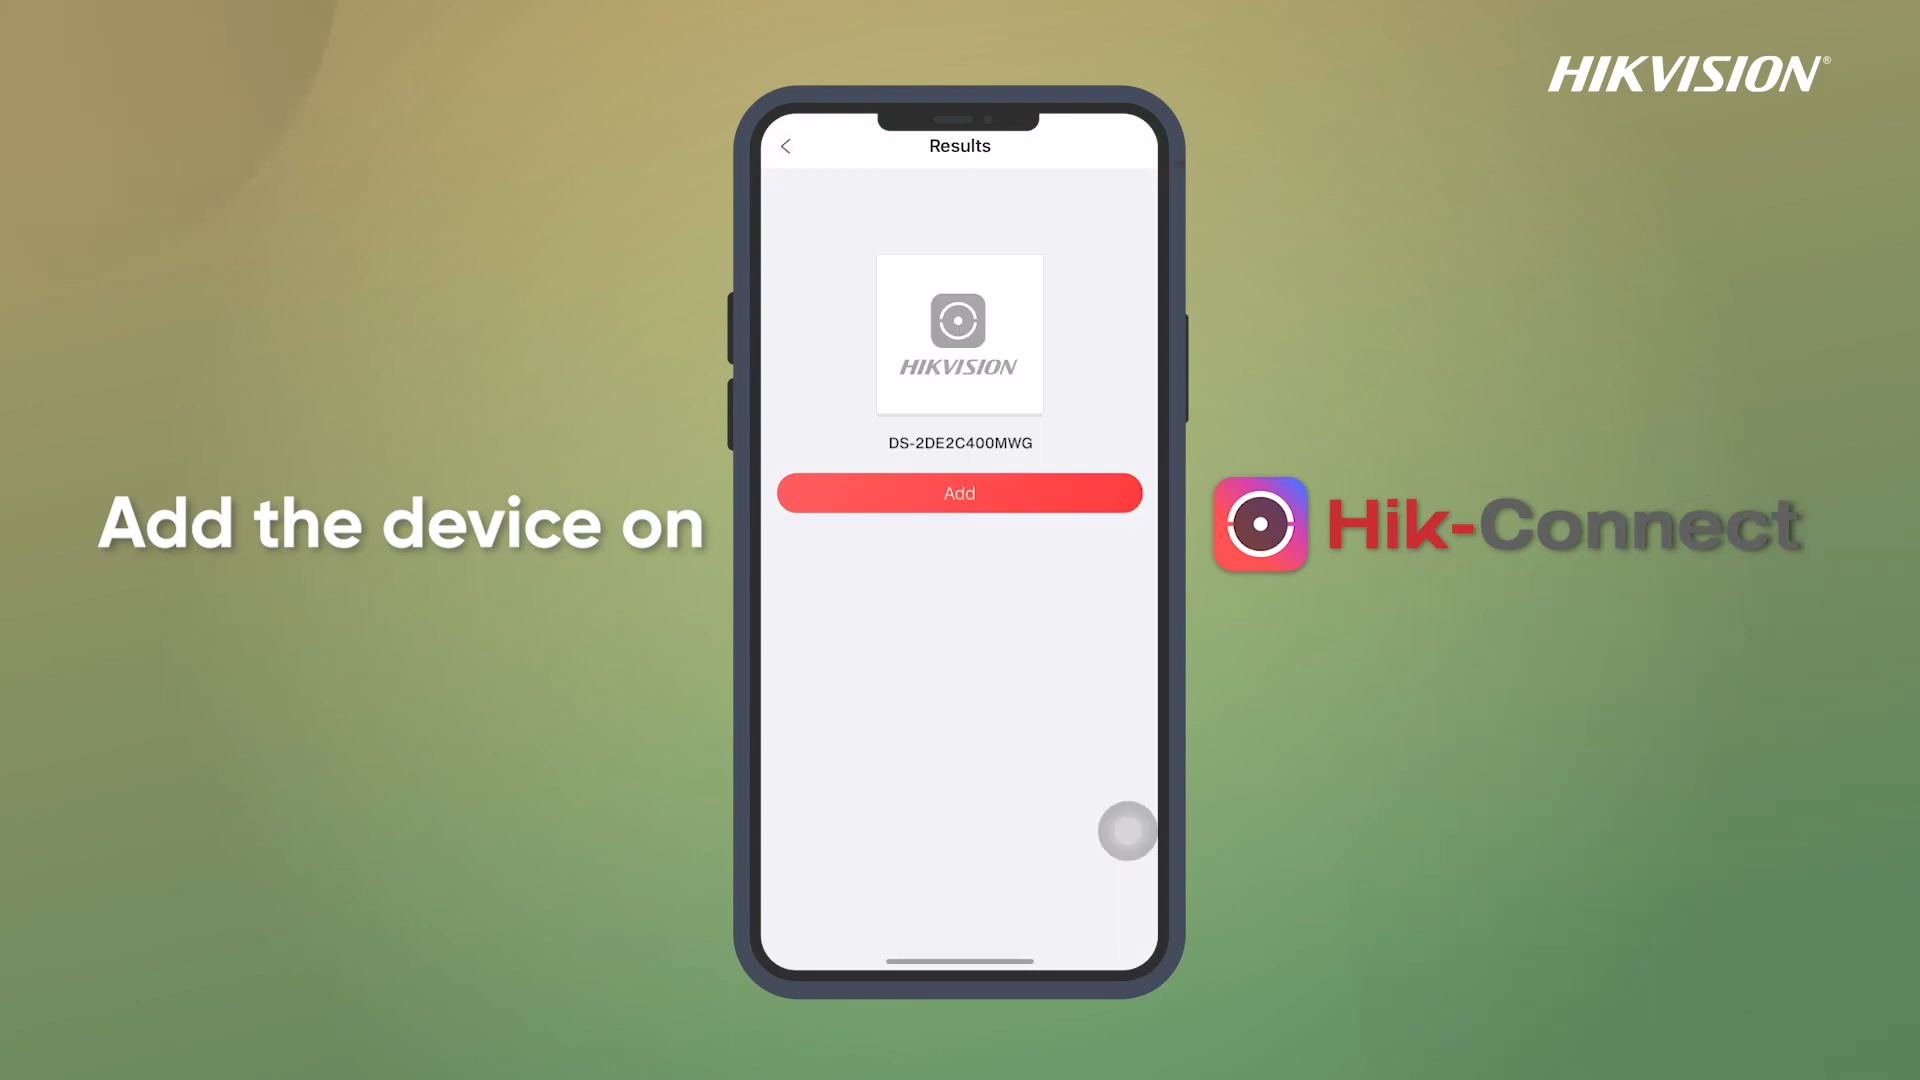 HIKVISION®
Results
HIKVISION
DS-2DE2C400MWG
Add
Add the device on
Hik-Connect